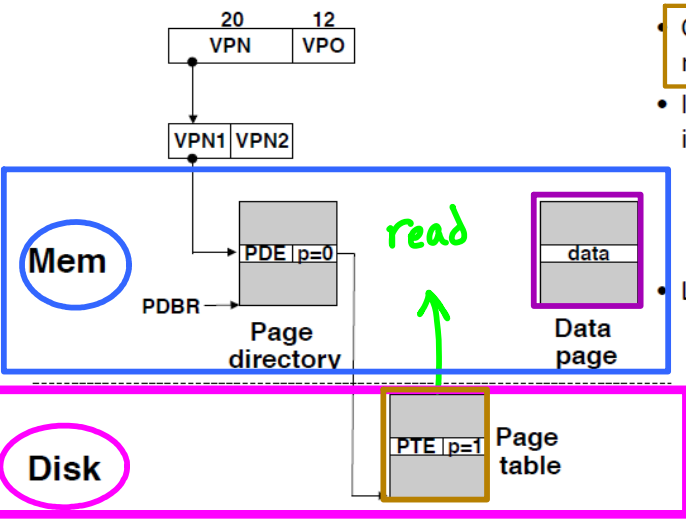 20 12
VPN VPO
VPN1 VPN2
Mem
PDE p=0
read
data
PDBR
Page
directory
Data
page
Disk
PTE p=1
Page
table